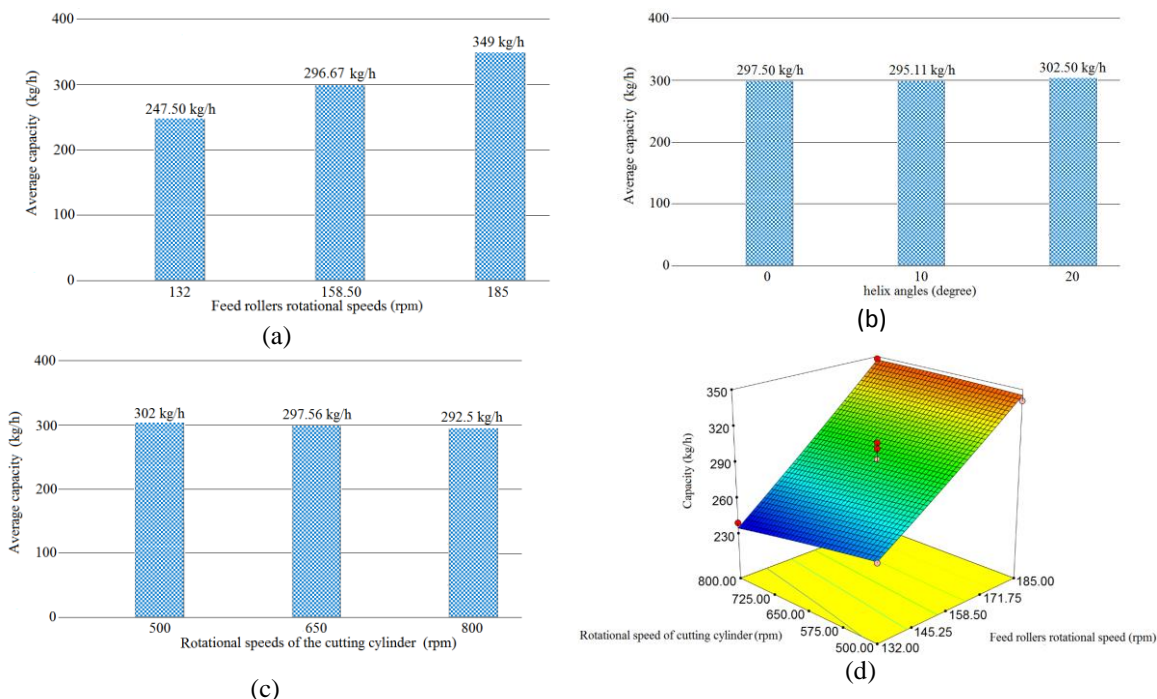 400
300
200
100
0
Average capacity (kg/h)
247.50 kg/h
296.67 kg/h
349 kg/h
132
158.50
185
Feed rollers rotational speeds (rpm)
(a)
400
300
200
100
0
Average capacity (kg/h)
297.50 kg/h
295.11 kg/h
302.50 kg/h
0
10
20
helix angles (degree)
(b)
400
300
200
100
0
Average capacity (kg/h)
302 kg/h
297.56 kg/h
292.5 kg/h
500
650
800
Rotational speeds of the cutting cylinder (rpm)
(c)
350
320
290
260
230
Capacity (kg/h)
800.00
725.00
650.00
575.00
500.00
Rotational speed of cutting cylinder (rpm)
132.00
145.25
158.50
171.75
185.00
Feed rollers rotational speed (rpm)
(d)